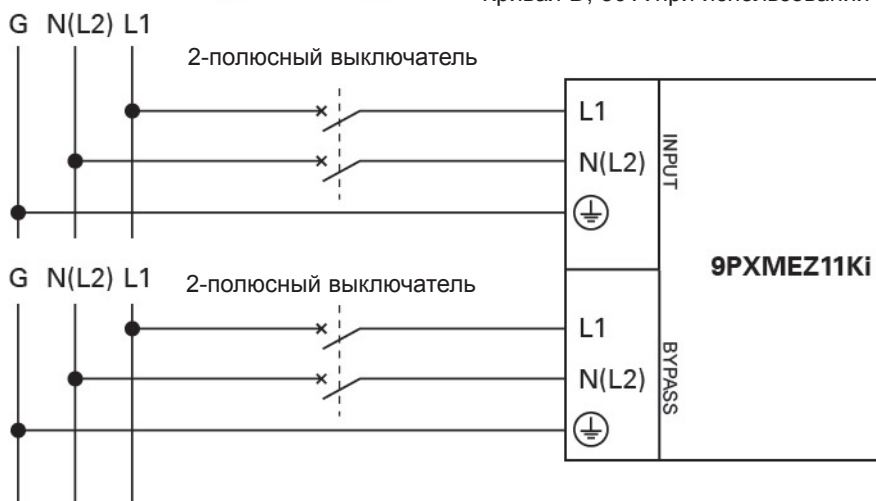 G N(L2) L1
2-полюсный выключатель
L1
N(L2)
INPUT
9PXMEZ11Ki
G N(L2) L1
2-полюсный выключатель
L1
N(L2)
BYPASS